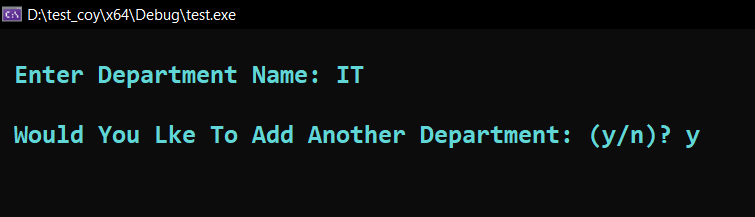 D:\test_coy\x64\Debug\test.exe
Enter Department Name: IT
Would You Lke To Add Another Department: (y/n)? y